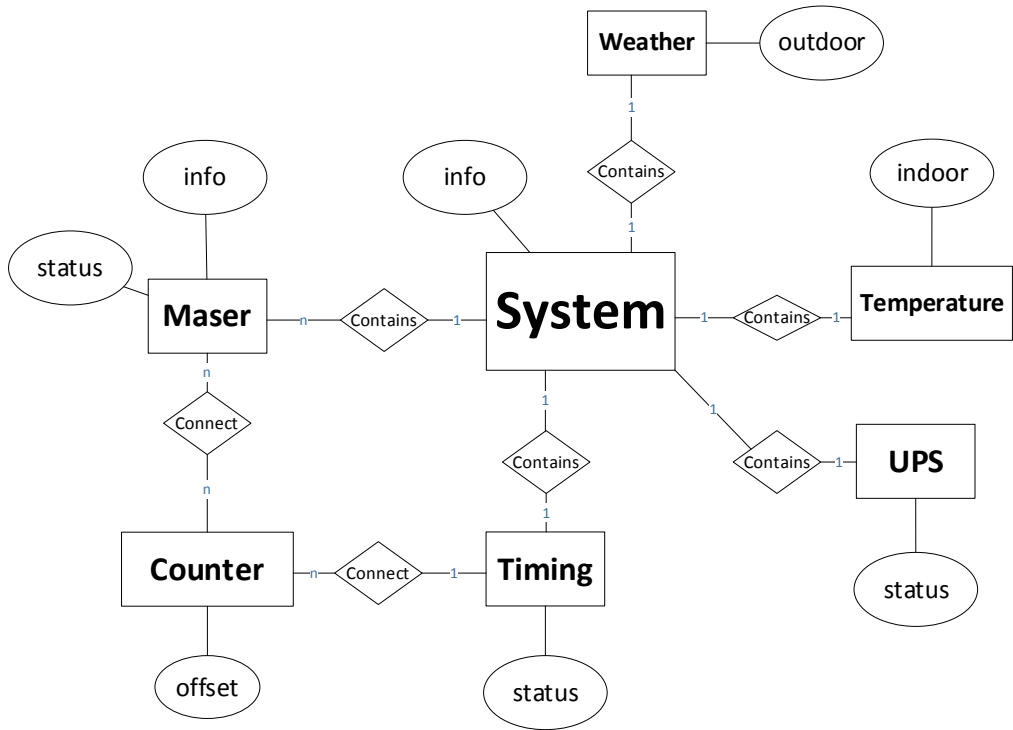 Weather
outdoor
1
Contains
1
info
info
indoor
status
Maser
n
Contains
1
System
1
Contains
1
Temperature
n
Connect
n
1
Contains
1
1
Contains
1
UPS
Counter
n
Connect
1
Timing
status
offset
status